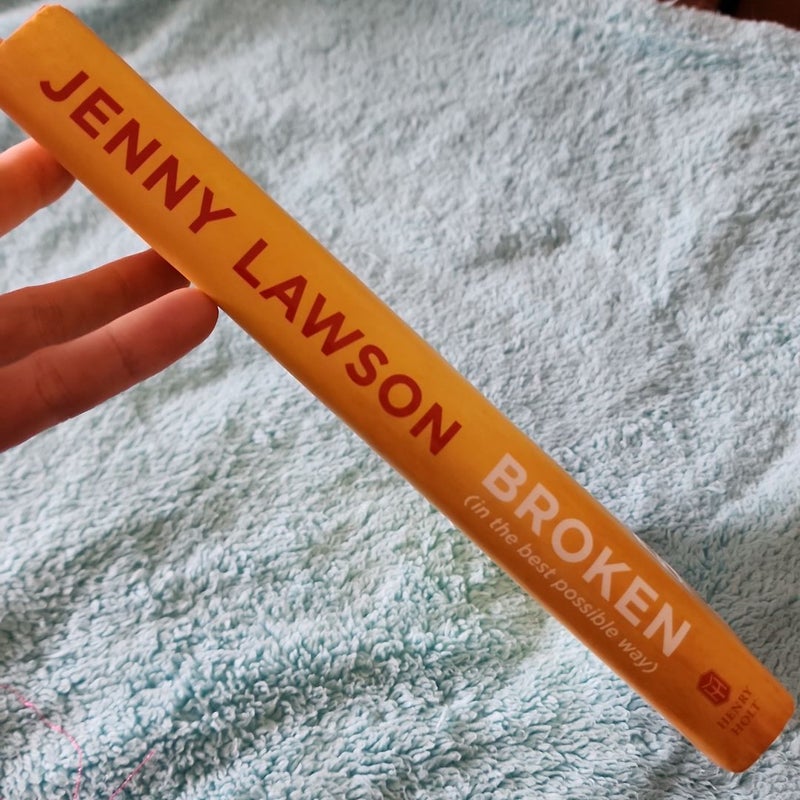 JENNY LAWSON
BROKEN
(in the best possible way)
HENRY
HOLT